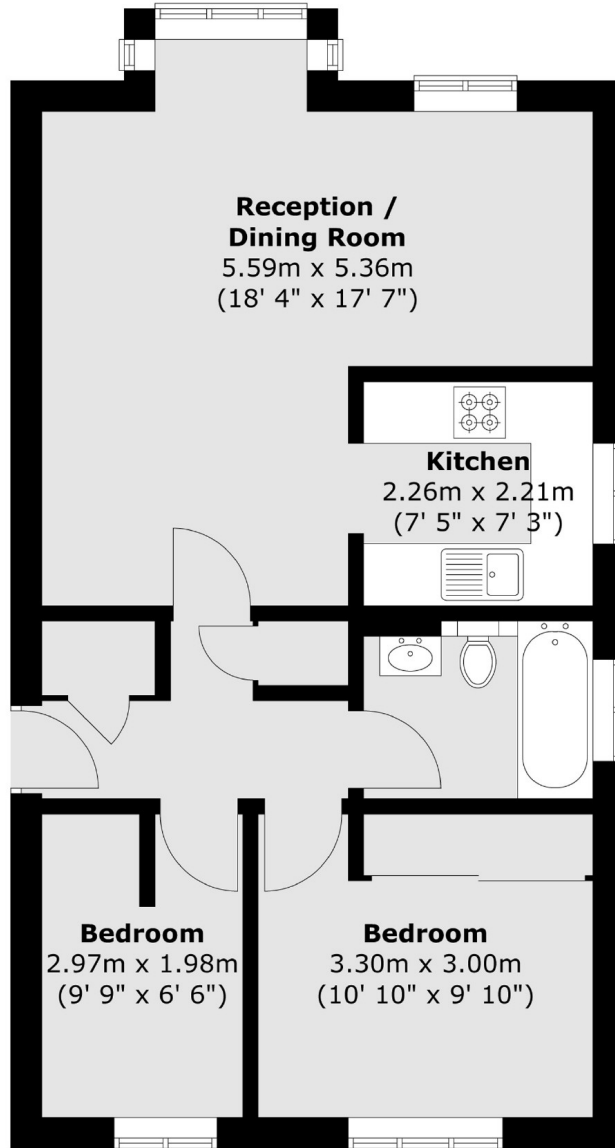 Reception /
Dining Room
5.59m x 5.36m
(18' 4" x 17' 7")
Kitchen
2.26m x 2.21m
(7' 5" x 7' 3")
Bedroom
2.97m x 1.98m
(9' 9" x 6' 6")
Bedroom
3.30m x 3.00m
(10' 10" x 9' 10")